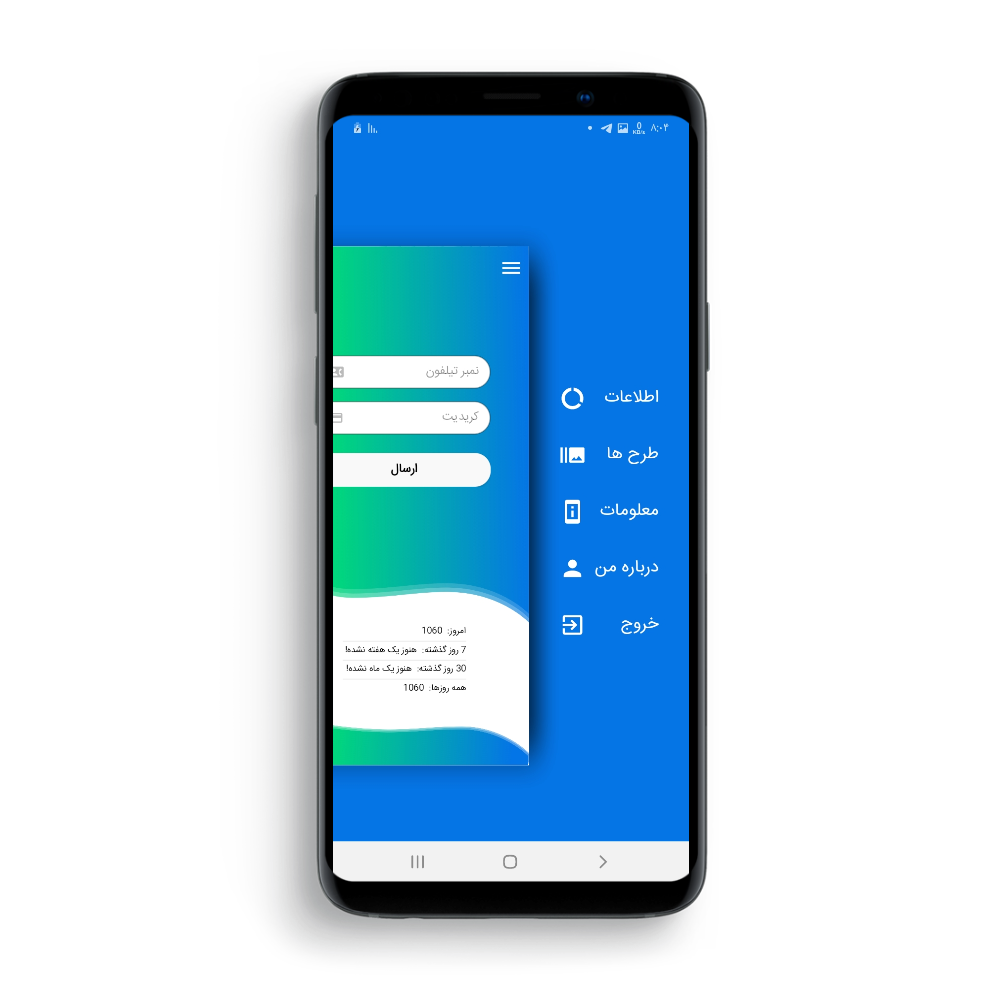 ۸:۰۴
0
KB/s
نمبر تیلفون
کریدیت
ارسال
امروز: 1060
7 روز گذشته: هنوز یک هفته نشده!
30 روز گذشته: هنوز یک ماه نشده!
همه روزها: 1060
اطلاعات
طرح ها
معلومات
درباره من
خروج